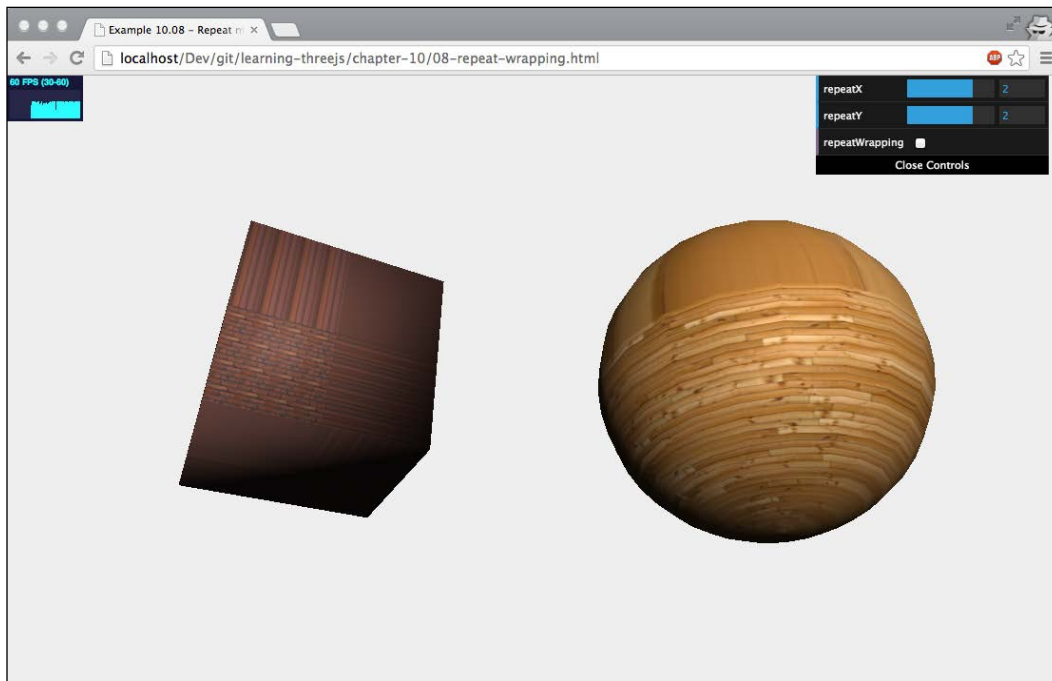 Example 10.08 – Repeat m
localhost/Dev/git/learning-threejs/chapter-10/08-repeat-wrapping.html
ABP
60 FPS (30-60)
repeatX 2
repeatY 2
repeatWrapping
Close Controls